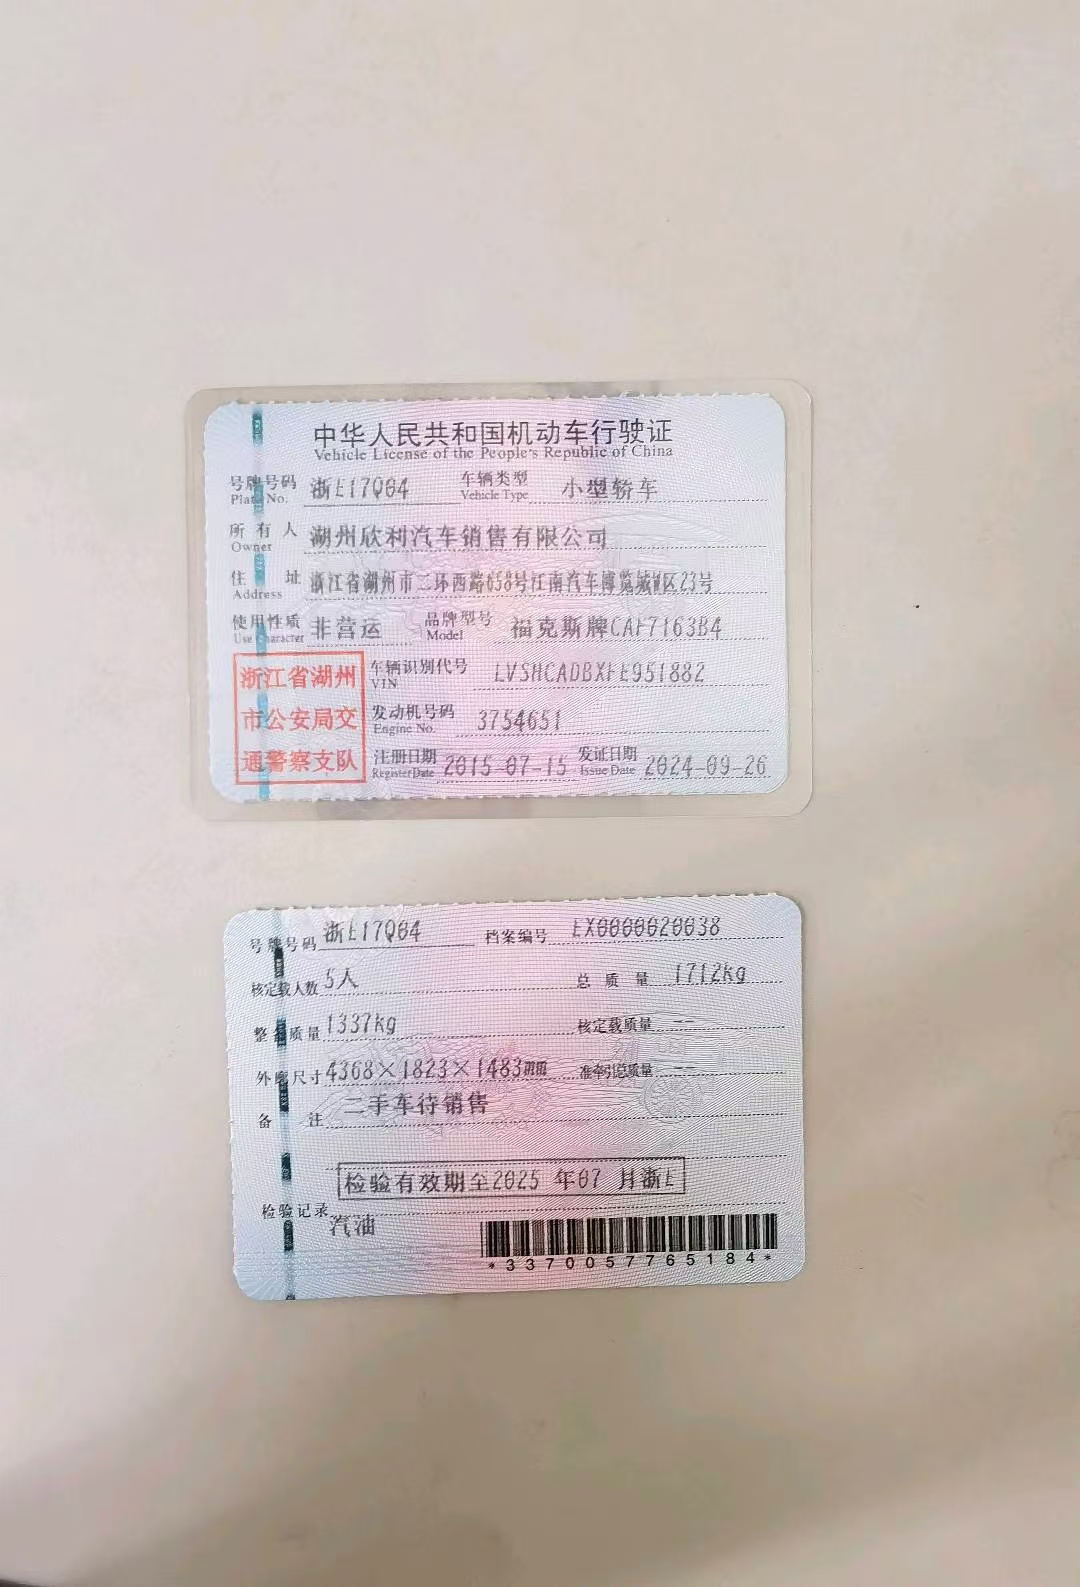 中华人民共和国机动车行驶证
Vehicle License of the People's Republic of China
号牌号码 浙E17Q64 车辆类型 小型轿车
Plate No. Vehicle Type
所有人 湖州欣利汽车销售有限公司
Owner
住址 浙江省湖州市二环西路658号江南汽车博览城W区23号
Address
使用性质 非营运 品牌型号 福克斯牌CAF7163B4
Use Character Model
浙江省湖州
市公安局交
通警察支队
车辆识别代号 LVSHCADBXFE951882
VIN
发动机号码 3754651
Engine No.
注册日期 2015-07-15 发证日期 2024-09-26
Register Date Issue Date
号牌号码 浙E17Q64 档案编号 EX0000020038
核定载人数 5人 总质量 1712kg
整备质量 1337kg 核定载质量 --
外廓尺寸 4368×1823×1483mm 准牵引总质量 --
备注 二手车待销售
检验有效期至2025 年07 月浙E
检验记录
汽油
*3370057765184*